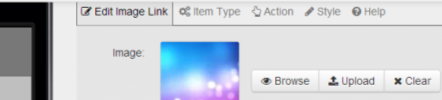 Edit Image Link Item Type Action Style Help
Image:
Browse Upload Clear